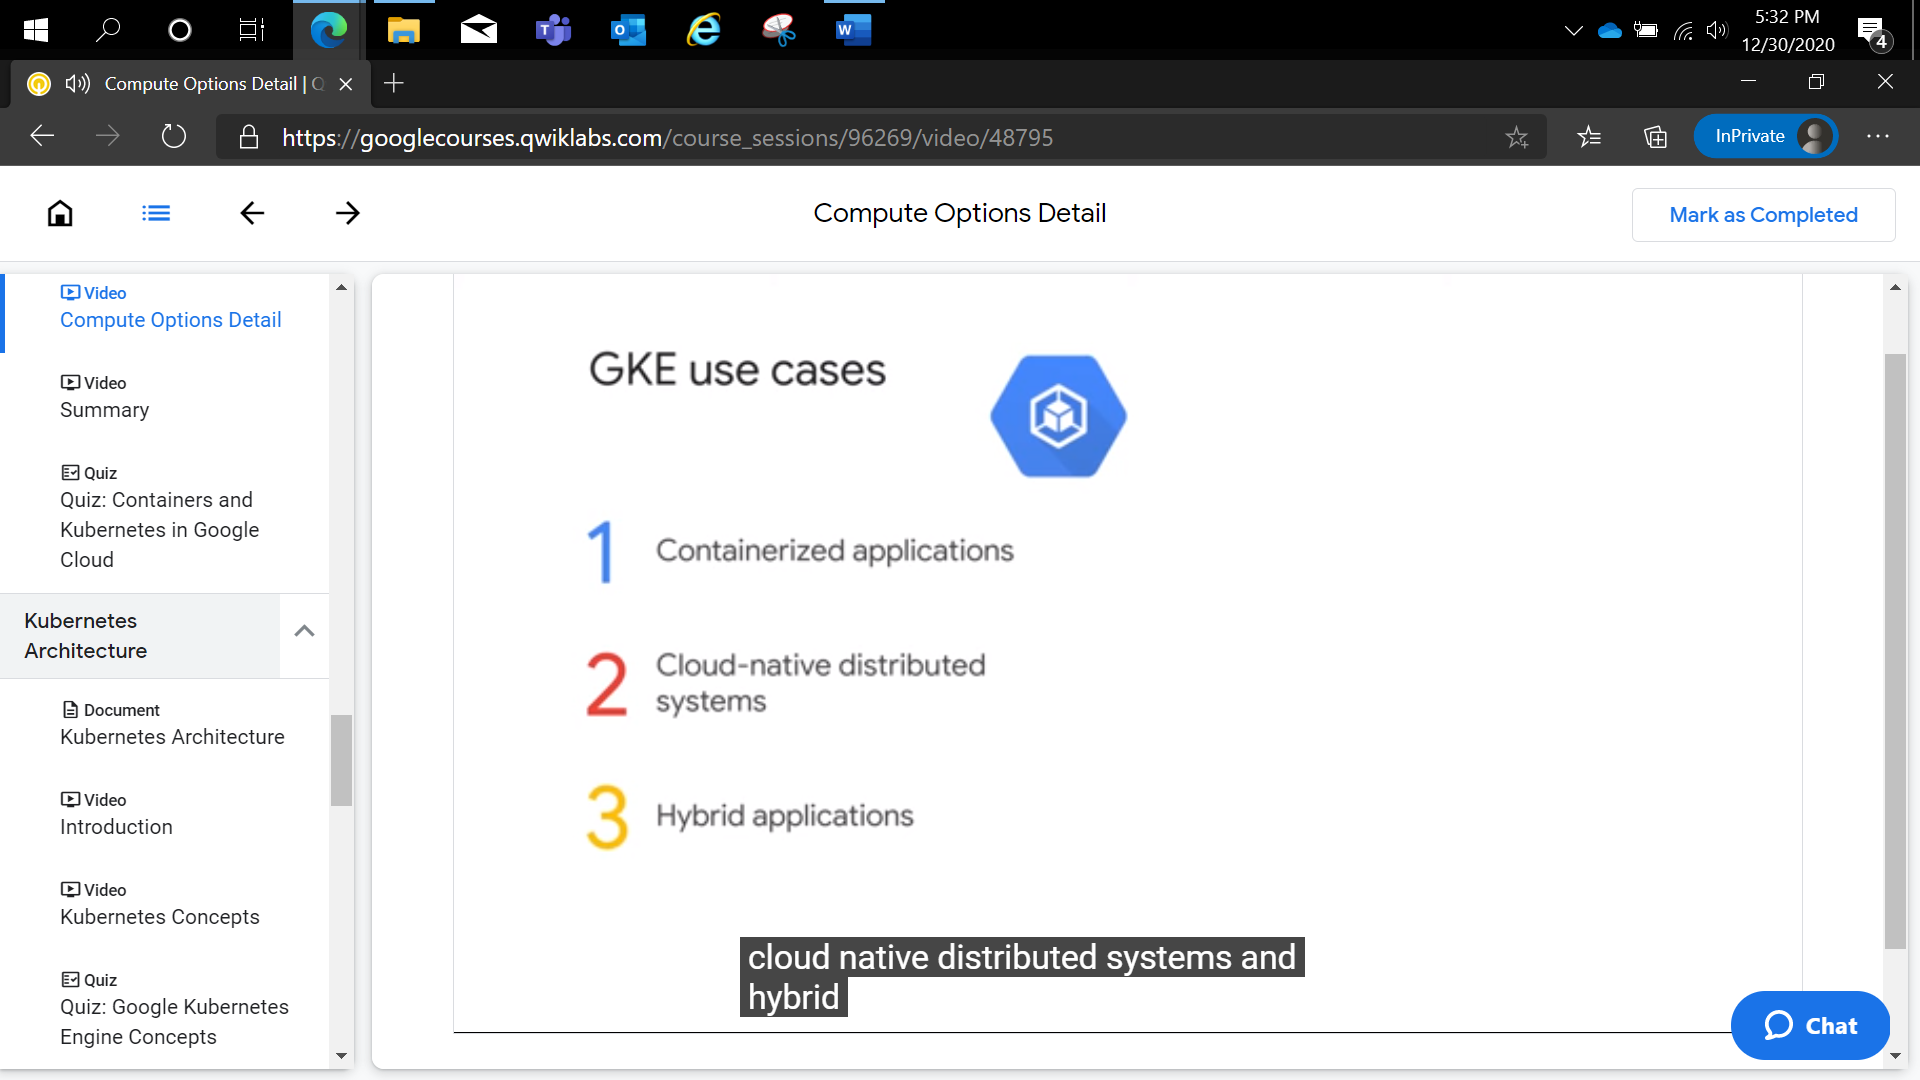 5:32 PM
12/30/2020
4
Compute Options Detail | Q
https://googlecourses.qwiklabs.com/course_sessions/96269/video/48795
InPrivate
Compute Options Detail
Mark as Completed
Video
Compute Options Detail
Video
Summary
Quiz
Quiz: Containers and
Kubernetes in Google
Cloud
Kubernetes
Architecture
Document
Kubernetes Architecture
Video
Introduction
Video
Kubernetes Concepts
Quiz
Quiz: Google Kubernetes
Engine Concepts
GKE use cases
1 Containerized applications
2 Cloud-native distributed
systems
3 Hybrid applications
cloud native distributed systems and
hybrid
Chat